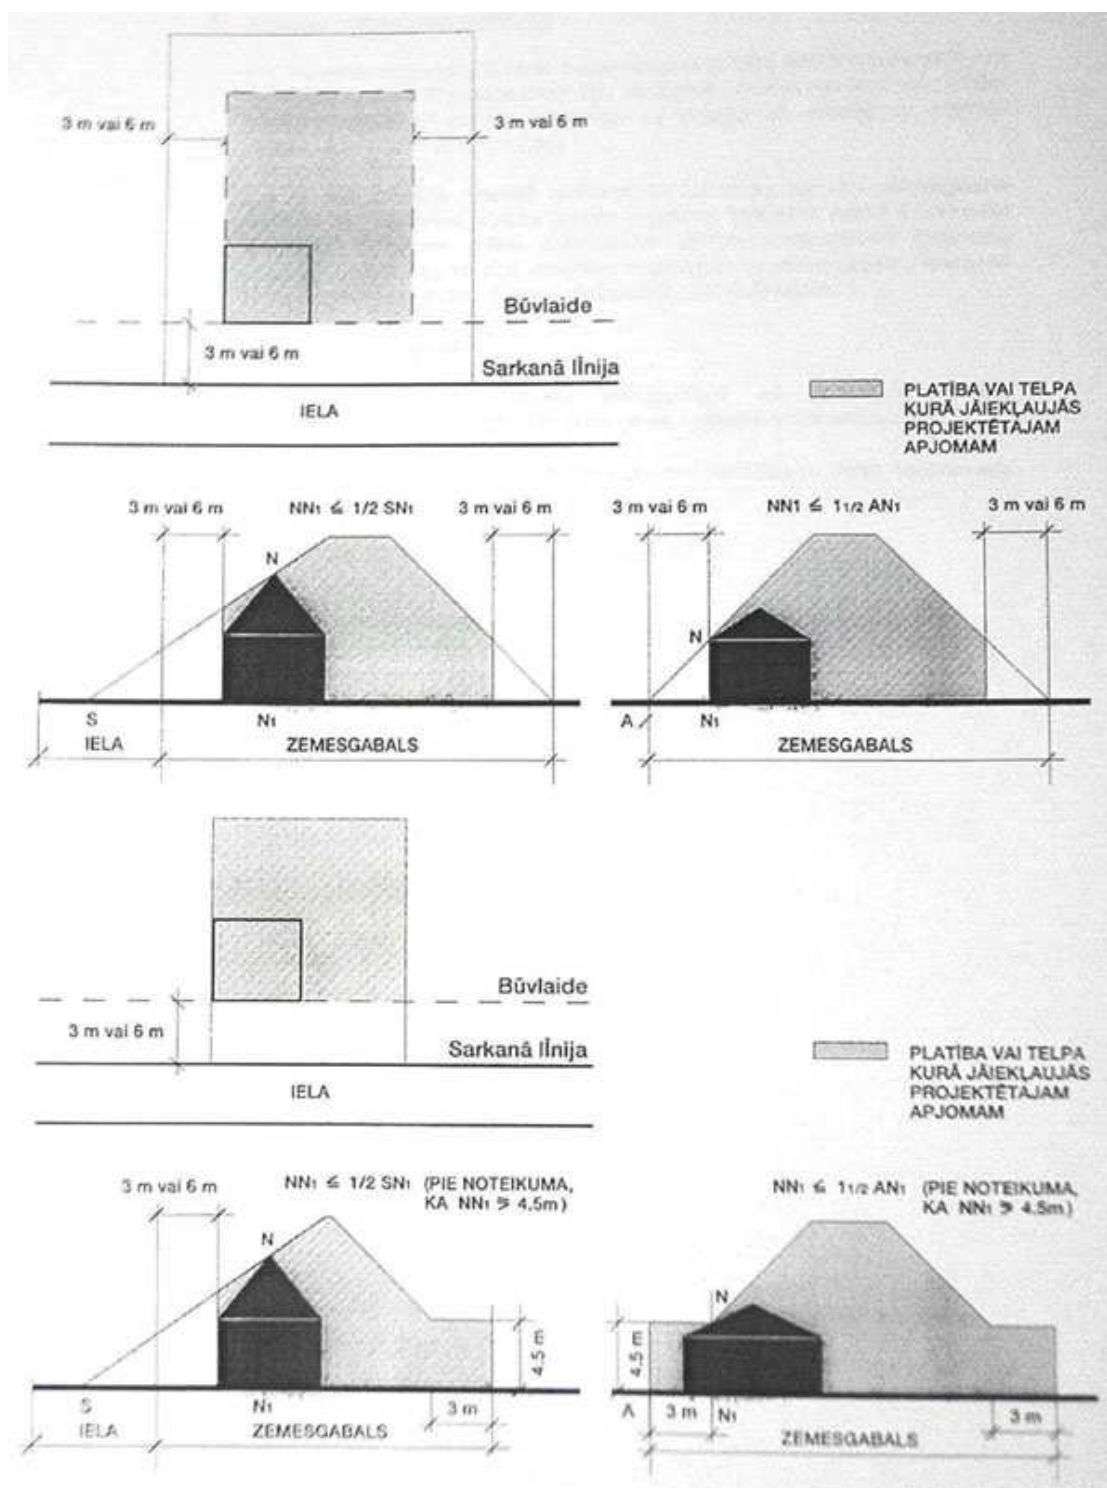 3 m vai 6 m
3 m vai 6 m
Būvlaide
3 m vai 6 m
Sarkanā līnija
IELA
PLATĪBA VAI TELPA
KURĀ JĀIEKĻAUJĀS
PROJEKTĒTAJAM
APJOMAM
3 m vai 6 m
NN1 ≤ 1/2 SN1
3 m vai 6 m
3 m vai 6 m
NN1 ≤ 1 1/2 AN1
3 m vai 6 m
N
N
S
N1
A
N1
IELA
ZEMESGABALS
ZEMESGABALS
Būvlaide
3 m vai 6 m
Sarkanā līnija
IELA
PLATĪBA VAI TELPA
KURĀ JĀIEKĻAUJĀS
PROJEKTĒTAJAM
APJOMAM
3 m vai 6 m
NN1 ≤ 1/2 SN1 (PIE NOTEIKUMA,
KA NN1 ⋝ 4.5m)
NN1 ≤ 1 1/2 AN1 (PIE NOTEIKUMA,
KA NN1 ⋝ 4.5m)
N
N
4.5 m
4.5 m
S
N1
3 m
A
3 m
N1
3 m
IELA
ZEMESGABALS
ZEMESGABALS